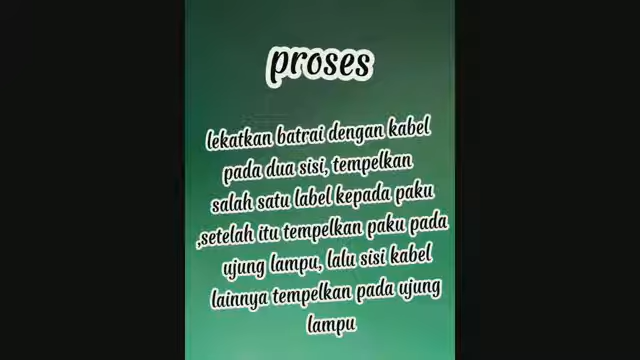 proses
lekatkan batrai dengan kabel
pada dua sisi, tempelkan
salah satu label kepada paku
,setelah itu tempelkan paku pada
ujung lampu, lalu sisi kabel
lainnya tempelkan pada ujung
lampu